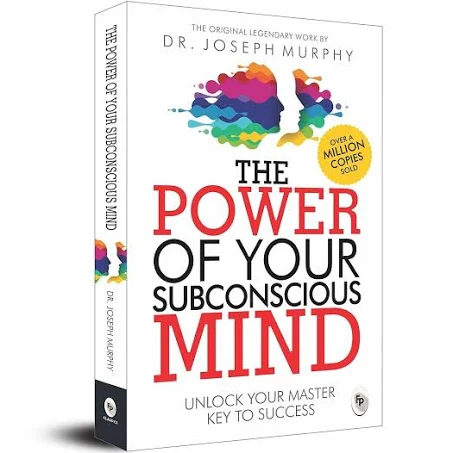 THE ORIGINAL LEGENDARY WORK BY
DR. JOSEPH MURPHY
OVER A
MILLION
COPIES
SOLD
THE
POWER
OF YOUR
SUBCONSCIOUS
MIND
UNLOCK YOUR MASTER
KEY TO SUCCESS
Fp
THE POWER OF YOUR SUBCONSCIOUS MIND
DR. JOSEPH MURPHY
Fp